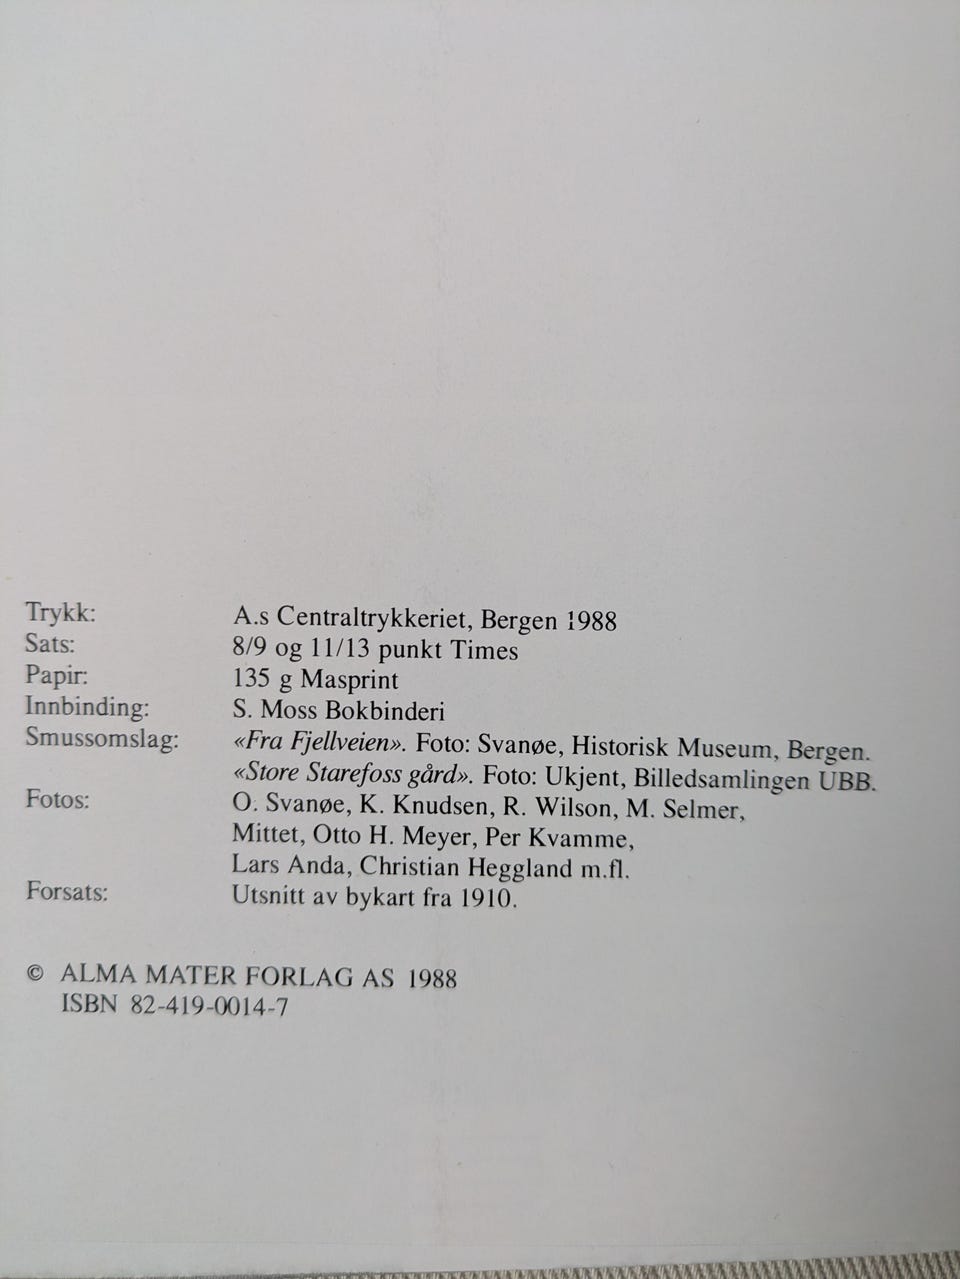 Trykk: A.s Centraltrykkeriet, Bergen 1988
Sats: 8/9 og 11/13 punkt Times
Papir: 135 g Masprint
Innbinding: S. Moss Bokbinderi
Smussomslag: «Fra Fjellveien». Foto: Svanøe, Historisk Museum, Bergen.
«Store Starefoss gård». Foto: Ukjent, Billedsamlingen UBB.
Fotos: O. Svanøe, K. Knudsen, R. Wilson, M. Selmer,
Mittet, Otto H. Meyer, Per Kvamme,
Lars Anda, Christian Heggland m.fl.
Forsats: Utsnitt av bykart fra 1910.
© ALMA MATER FORLAG AS 1988
ISBN 82-419-0014-7